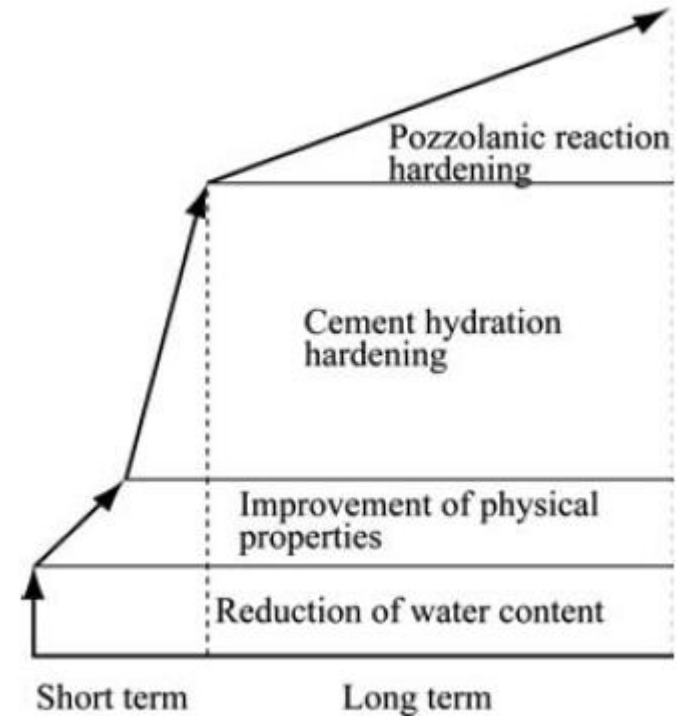 Pozzolanic reaction
hardening
Cement hydration
hardening
Improvement of physical
properties
Reduction of water content
Short term
Long term